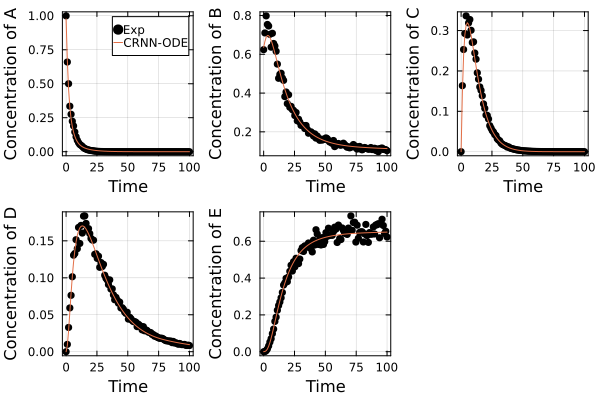 Concentration of A
1.00
0.75
0.50
0.25
0.00
0 25 50 75 100
Time
Exp
CRNN-ODE
Concentration of B
0.8
0.6
0.4
0.2
0 25 50 75 100
Time
Concentration of C
0.3
0.2
0.1
0.0
0 25 50 75 100
Time
Concentration of D
0.15
0.10
0.05
0.00
0 25 50 75 100
Time
Concentration of E
0.6
0.4
0.2
0.0
0 25 50 75 100
Time